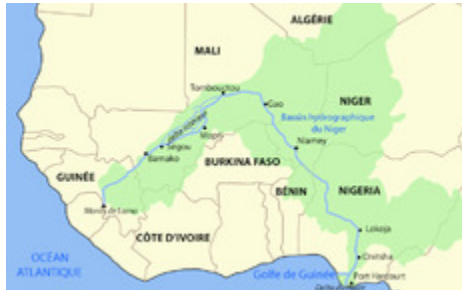 ALGÉRIE
MALI
Tombouctou
Gao
NIGER
Bassin hydrographique
du Niger
Mopti
Ségou
Bamako
Niamey
BURKINA FASO
GUINÉE
BÉNIN
NIGERIA
CÔTE D'IVOIRE
Lokoja
Onitsha
OCÉAN
ATLANTIQUE
Golfe de Guinée
Port Harcourt